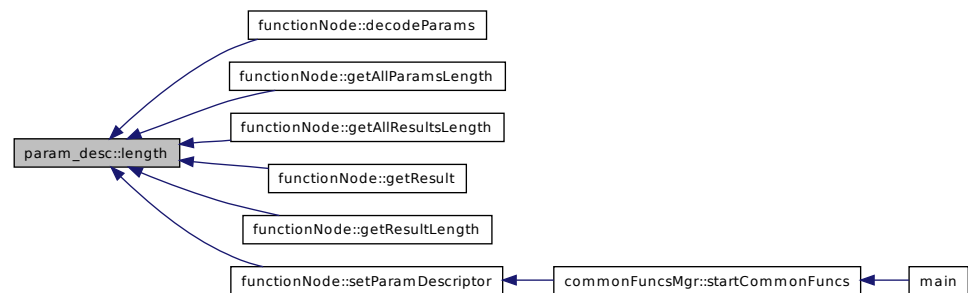 functionNode::decodeParams
functionNode::getAllParamsLength
functionNode::getAllResultsLength
param_desc::length
functionNode::getResult
functionNode::getResultLength
functionNode::setParamDescriptor
commonFuncsMgr::startCommonFuncs
main